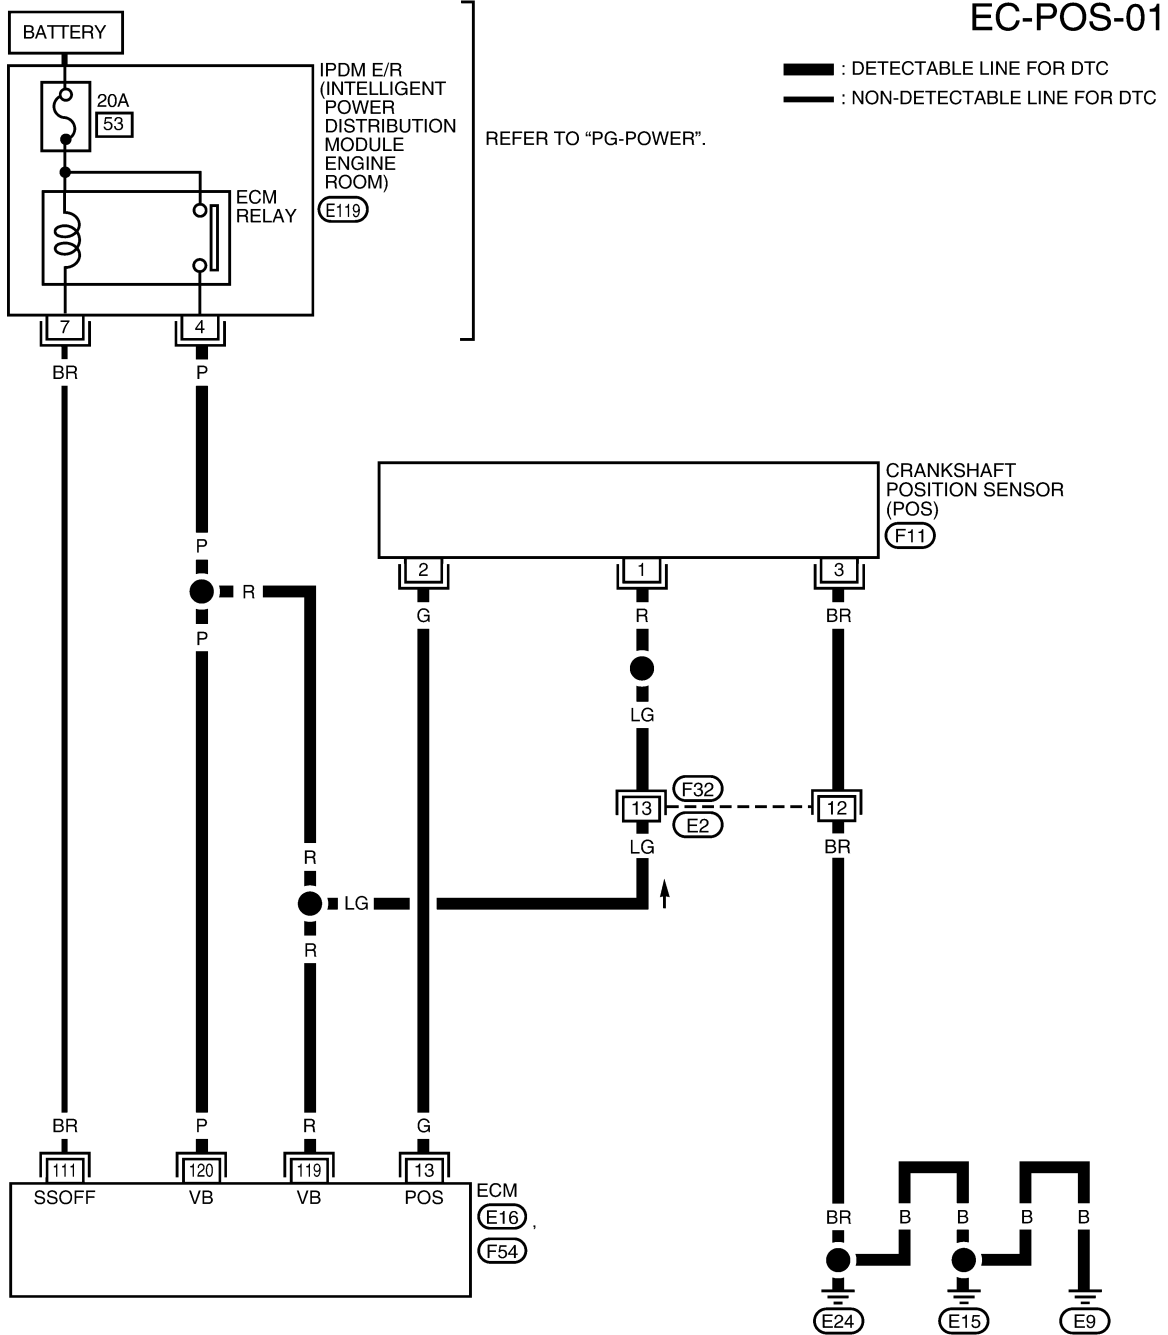 EC-POS-01
BATTERY
: DETECTABLE LINE FOR DTC
: NON-DETECTABLE LINE FOR DTC
IPDM E/R
(INTELLIGENT
POWER
DISTRIBUTION
MODULE
ENGINE
ROOM)
E119
20A
53
REFER TO “PG-POWER”.
ECM
RELAY
7
4
BR
P
CRANKSHAFT
POSITION SENSOR
(POS)
F11
P
2
1
3
R
G
R
BR
P
LG
F32
13
12
E2
LG
BR
R
LG
R
BR
P
R
G
111
120
119
13
SSOFF
VB
VB
POS
ECM
E16 ,
F54
BR
B
B
B
B
E24
E15
E9